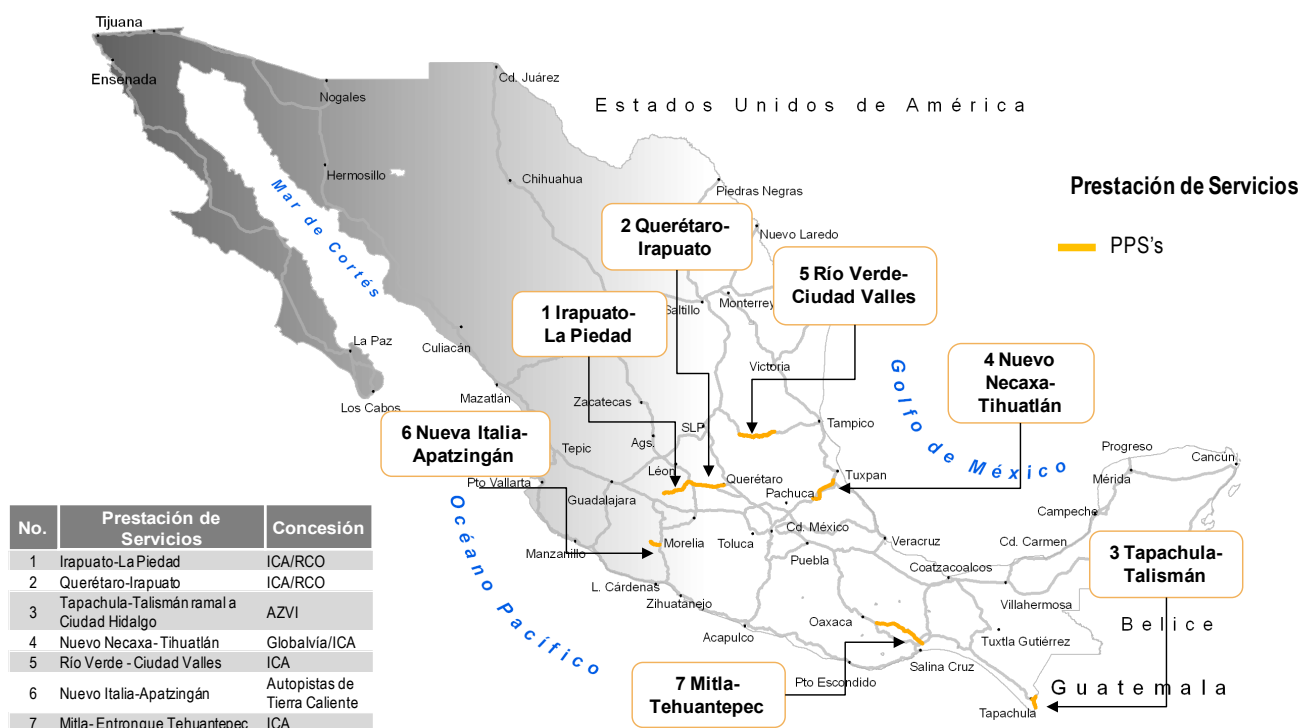 Tijuana
Ensenada
Nogales
Cd. Juárez
Estados Unidos de América
Hermosillo
Chihuahua
Piedras Negras
Prestación de Servicios
PPS's
Mar de Cortés
2 Querétaro-
Irapuato
Nuevo Laredo
5 Río Verde-
Ciudad Valles
Monterrey
Saltillo
1 Irapuato-
La Piedad
La Paz
Culiacán
Los Cabos
Mazatlán
Zacatecas
Victoria
Golfo de México
4 Nuevo
Necaxa-
Tihuatlán
6 Nueva Italia-
Apatzingán
Tepic
Ags.
SLP
Tampico
Léon
Querétaro
Tuxpan
Progreso
Cancún
Mérida
Pto Vallarta
Guadalajara
Pachuca
Campeche
Océano Pacífico
Manzanillo
Morelia
Toluca
Cd. México
Puebla
Veracruz
Cd. Carmen
Coatzacoalcos
3 Tapachula-
Talismán
L. Cárdenas
Zihuatanejo
Villahermosa
Acapulco
Oaxaca
Tuxtla Gutiérrez
Belice
Salina Cruz
Pto Escondido
7 Mitla-
Tehuantepec
Guatemala
Tapachula
No. Prestación de Servicios Concesión
1 Irapuato-La Piedad ICA/RCO
2 Querétaro-Irapuato ICA/RCO
3 Tapachula-Talismán ramal a Ciudad Hidalgo AZVI
4 Nuevo Necaxa- Tihuatlán Globalvía/ICA
5 Río Verde - Ciudad Valles ICA
6 Nuevo Italia-Apatzingán Autopistas de Tierra Caliente
7 Mitla- Entronque Tehuantepec ICA